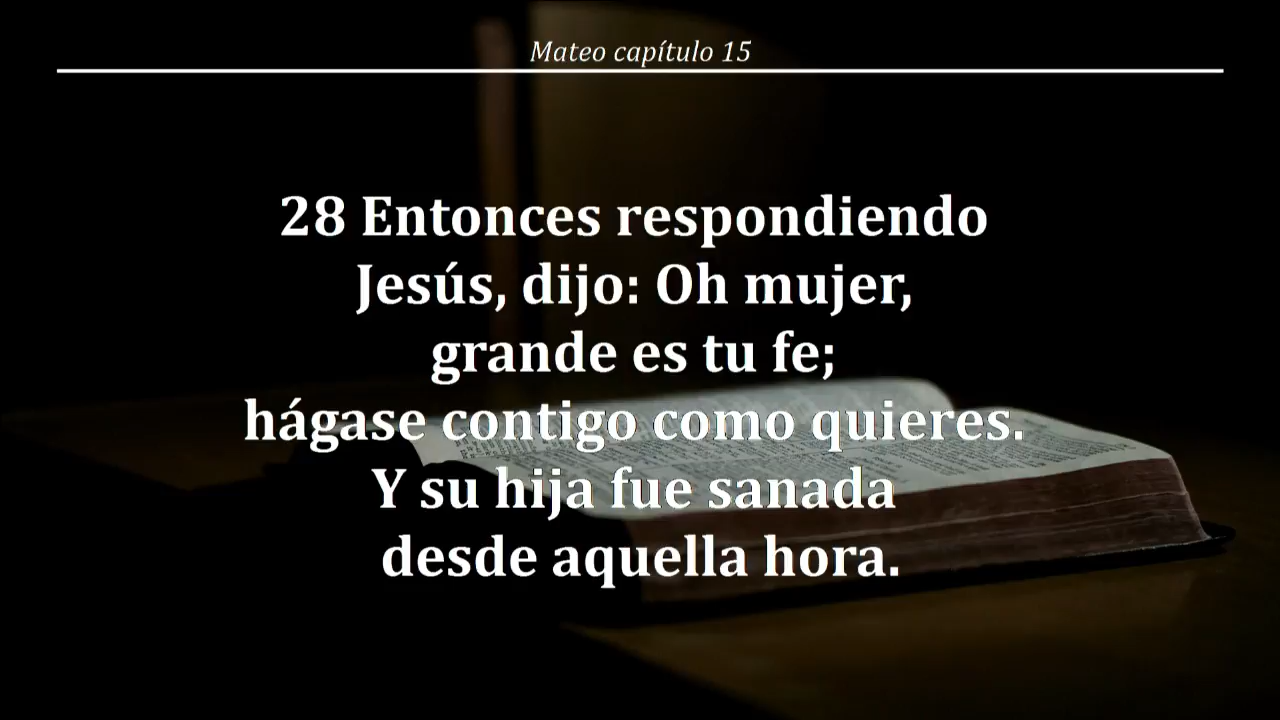 Mateo capítulo 15
28 Entonces respondiendo
Jesús, dijo: Oh mujer,
grande es tu fe;
hágase contigo como quieres.
Y su hija fue sanada
desde aquella hora.